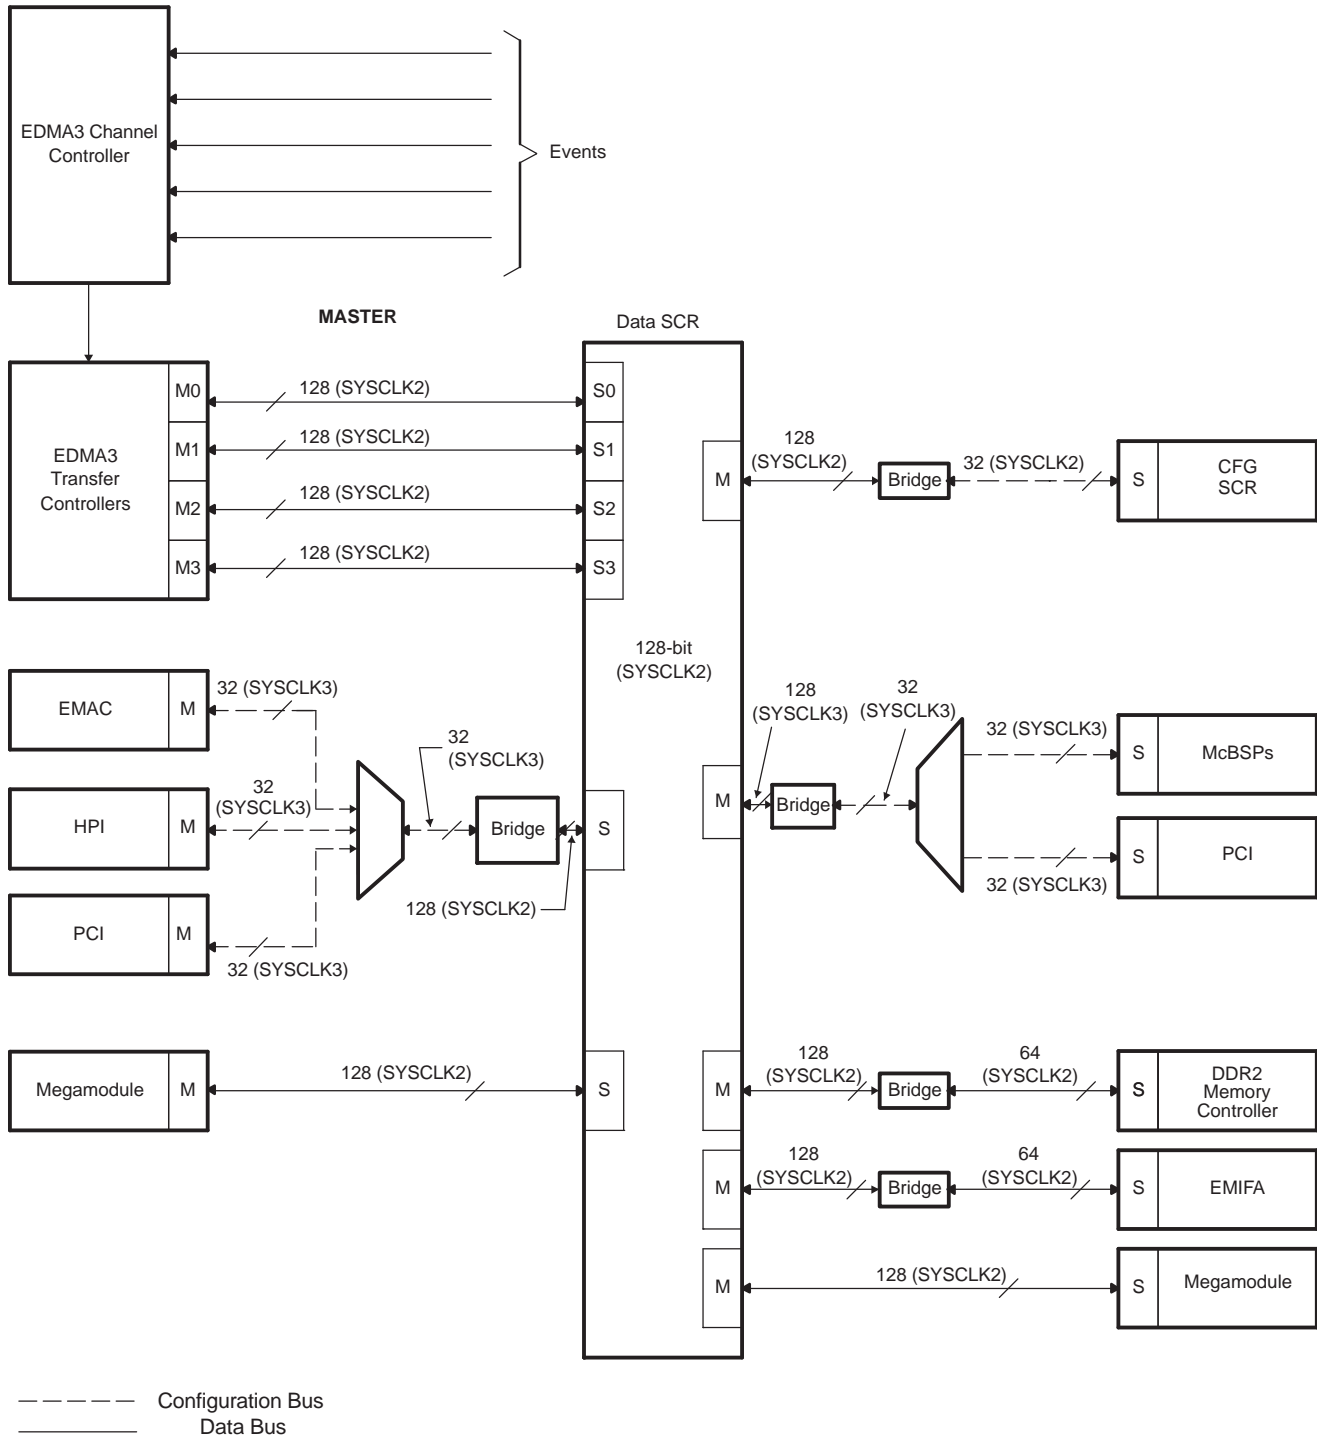 EDMA3 Channel
Controller
Events
MASTER
Data SCR
M0
128 (SYSCLK2)
S0
EDMA3
Transfer
Controllers
M1
128 (SYSCLK2)
S1
M2
128 (SYSCLK2)
S2
M3
128 (SYSCLK2)
S3
128-bit
(SYSCLK2)
M
128
(SYSCLK2)
Bridge
32 (SYSCLK2)
S
CFG
SCR
EMAC
M
32 (SYSCLK3)
HPI
M
32
(SYSCLK3)
PCI
M
32 (SYSCLK3)
32
(SYSCLK3)
Bridge
128 (SYSCLK2)
S
M
128
(SYSCLK3)
Bridge
32
(SYSCLK3)
32 (SYSCLK3)
S
McBSPs
32 (SYSCLK3)
S
PCI
Megamodule
M
128 (SYSCLK2)
S
M
128
(SYSCLK2)
Bridge
64
(SYSCLK2)
S
DDR2
Memory
Controller
M
128
(SYSCLK2)
Bridge
64
(SYSCLK2)
S
EMIFA
M
128 (SYSCLK2)
S
Megamodule
Configuration Bus
Data Bus